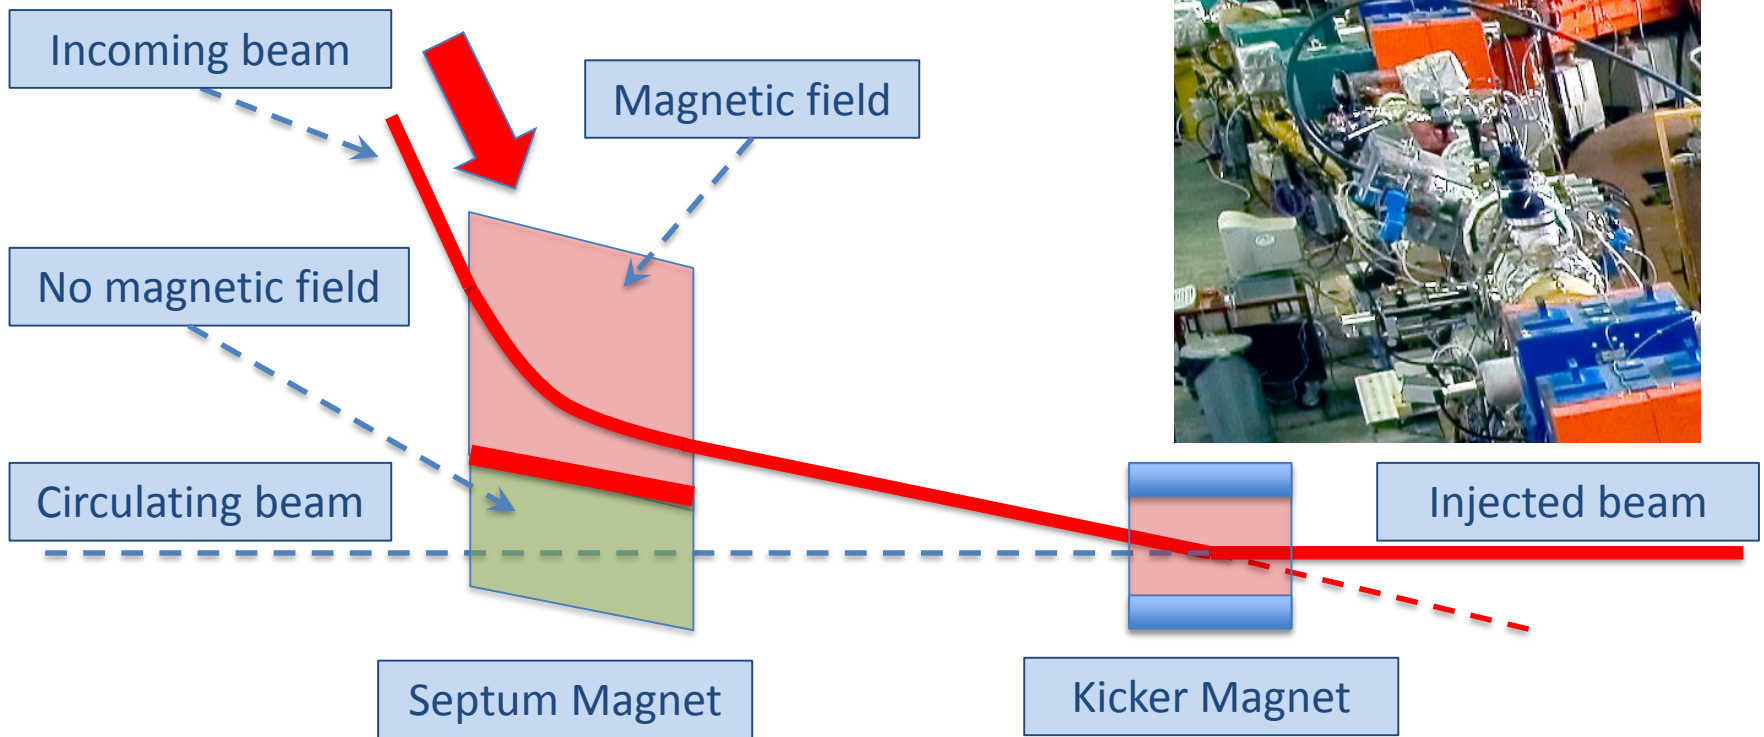 Incoming beam
Magnetic field
No magnetic field
Circulating beam
Injected beam
Septum Magnet
Kicker Magnet